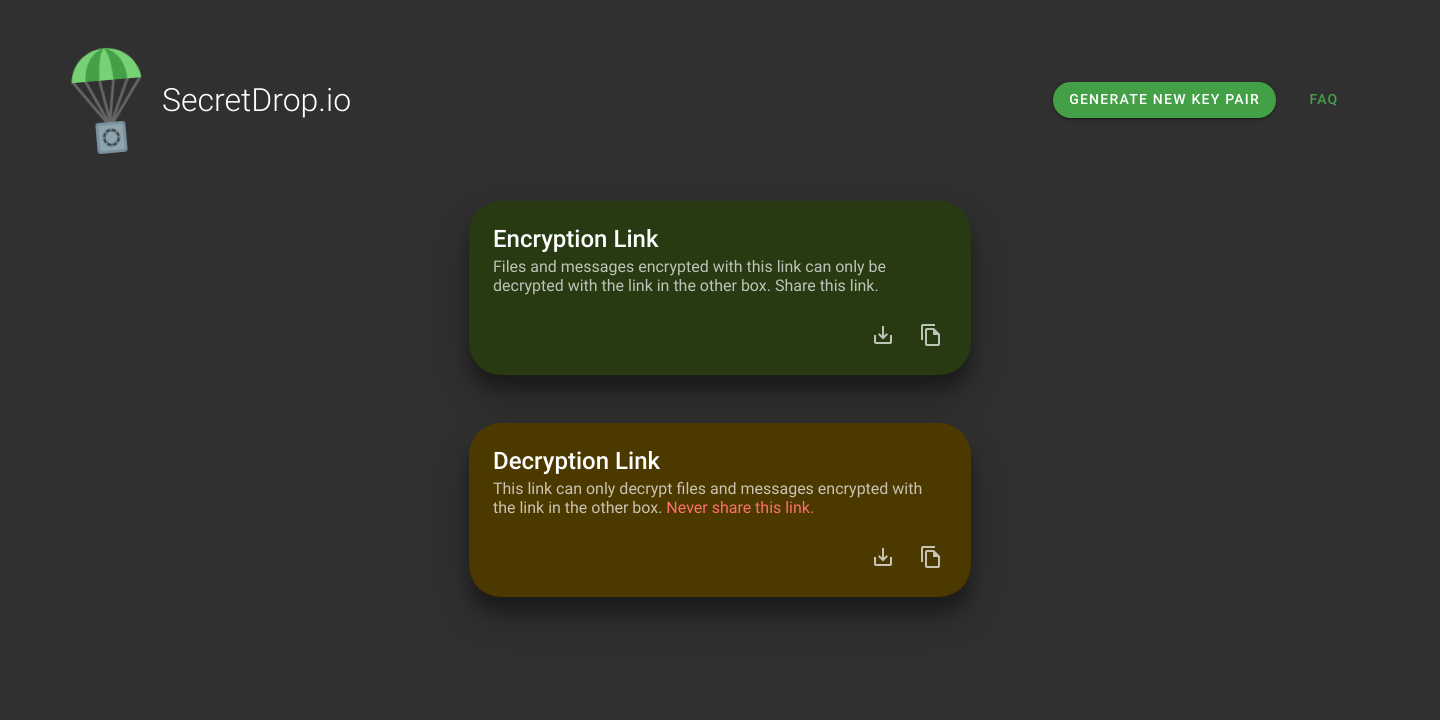 SecretDrop.io
GENERATE NEW KEY PAIR
FAQ
Encryption Link
Files and messages encrypted with this link can only be
decrypted with the link in the other box. Share this link.
Decryption Link
This link can only decrypt files and messages encrypted with
the link in the other box. Never share this link.